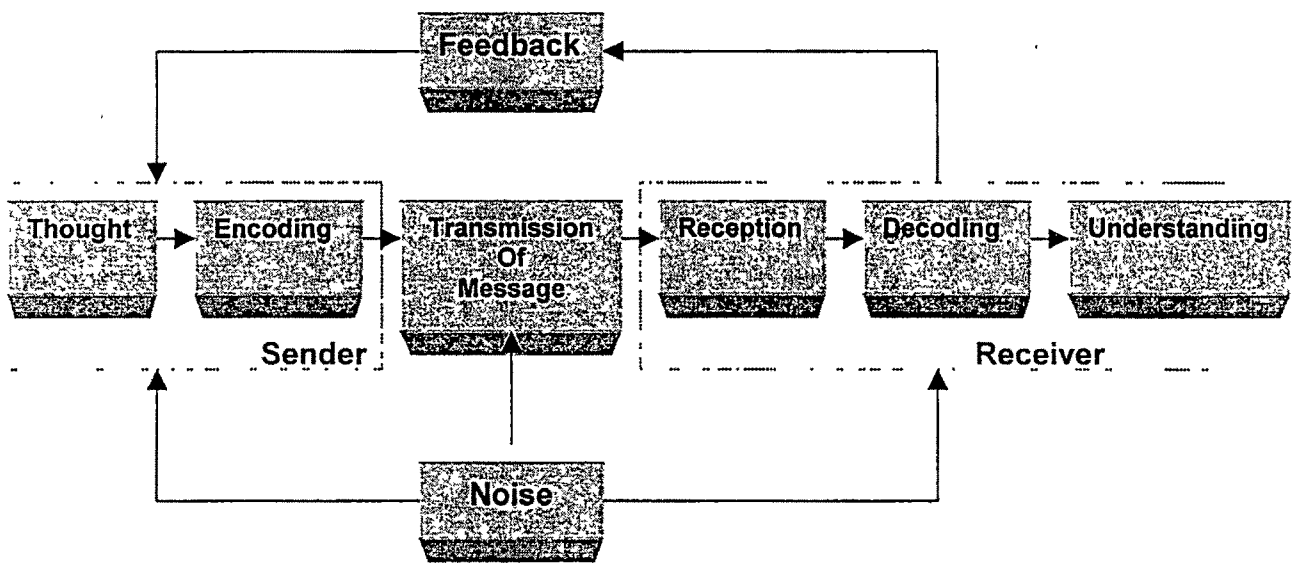 Feedback
Thought
Encoding
Transmission
Of
Message
Reception
Decoding
Understanding
Sender
Receiver
Noise